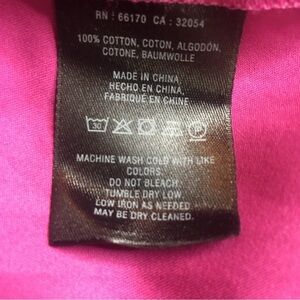 RN : 66170 CA : 32054
100% COTTON, COTON, ALGODÓN,
COTONE, BAUMWOLLE
MADE IN CHINA,
HECHO EN CHINA,
FABRIQUÉ EN CHINE
30 P
MACHINE WASH COLD WITH LIKE
COLORS.
DO NOT BLEACH.
TUMBLE DRY LOW.
LOW IRON AS NEEDED
MAY BE DRY CLEANED.